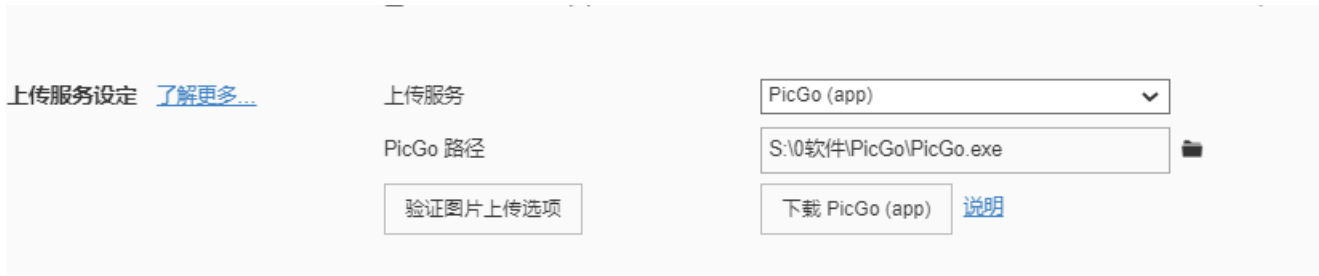 上传服务设定 了解更多... 上传服务 PicGo (app)
PicGo 路径 S:\0软件\PicGo\PicGo.exe
验证图片上传选项 下载 PicGo (app) 说明